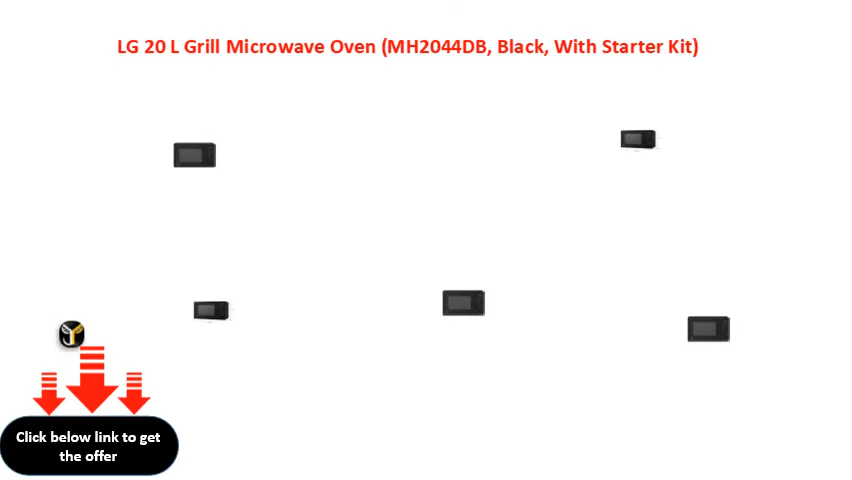 LG 20 L Grill Microwave Oven (MH2044DB, Black, With Starter Kit)
Click below link to get
the offer